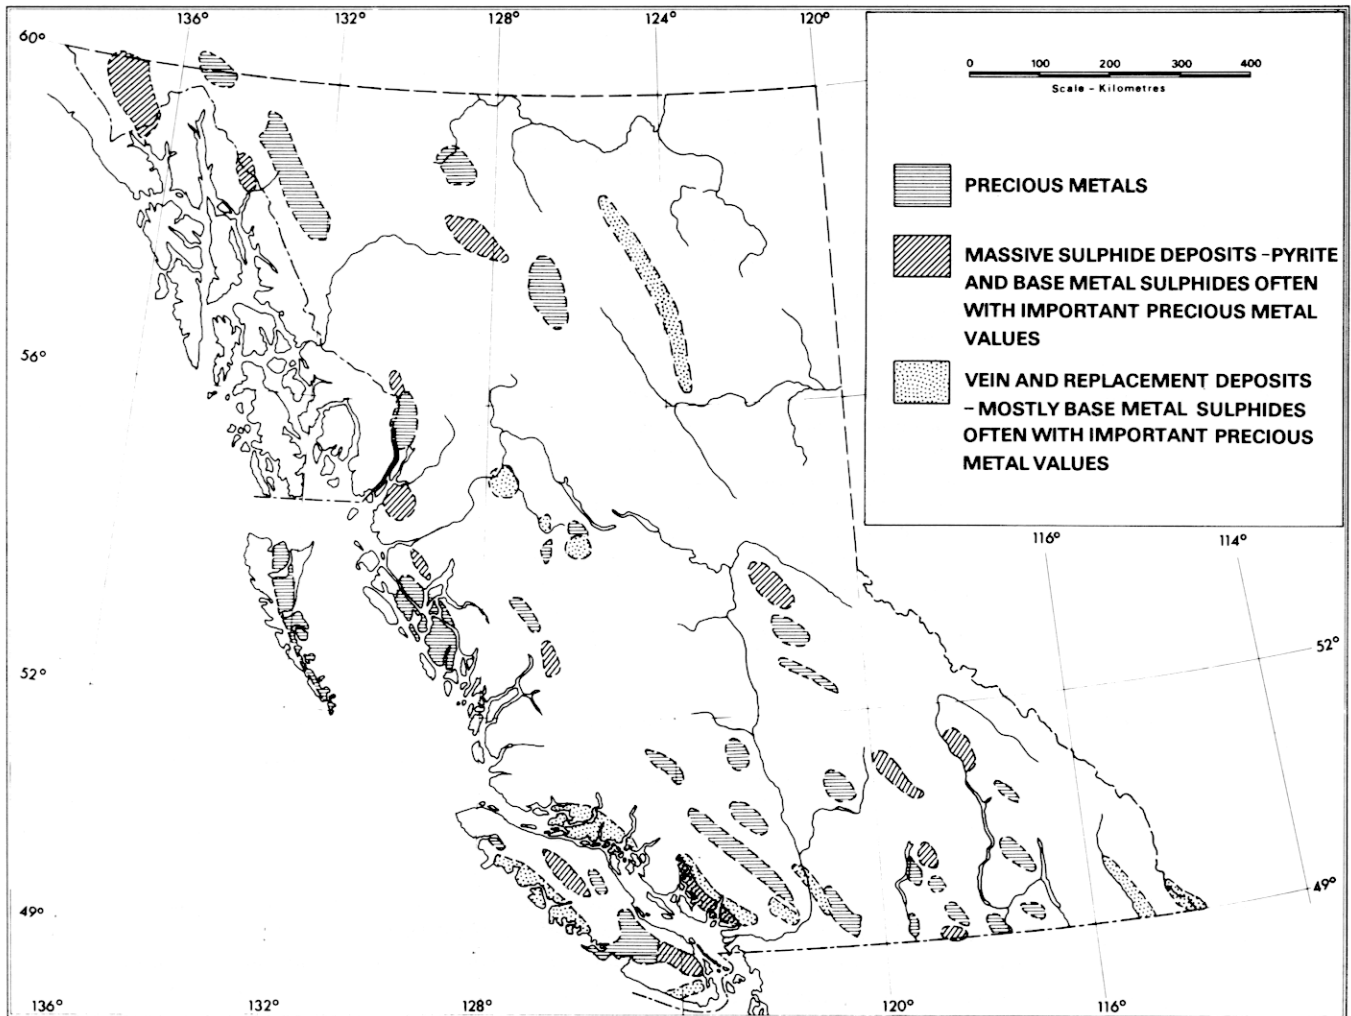 136° 132° 128° 124° 120°
60°
0 100 200 300 400
Scale – Kilometres
PRECIOUS METALS
MASSIVE SULPHIDE DEPOSITS –PYRITE
AND BASE METAL SULPHIDES OFTEN
WITH IMPORTANT PRECIOUS METAL
VALUES
56°
VEIN AND REPLACEMENT DEPOSITS
– MOSTLY BASE METAL SULPHIDES
OFTEN WITH IMPORTANT PRECIOUS
METAL VALUES
116° 114°
52° 52°
49° 49°
136° 132° 128° 120° 116°